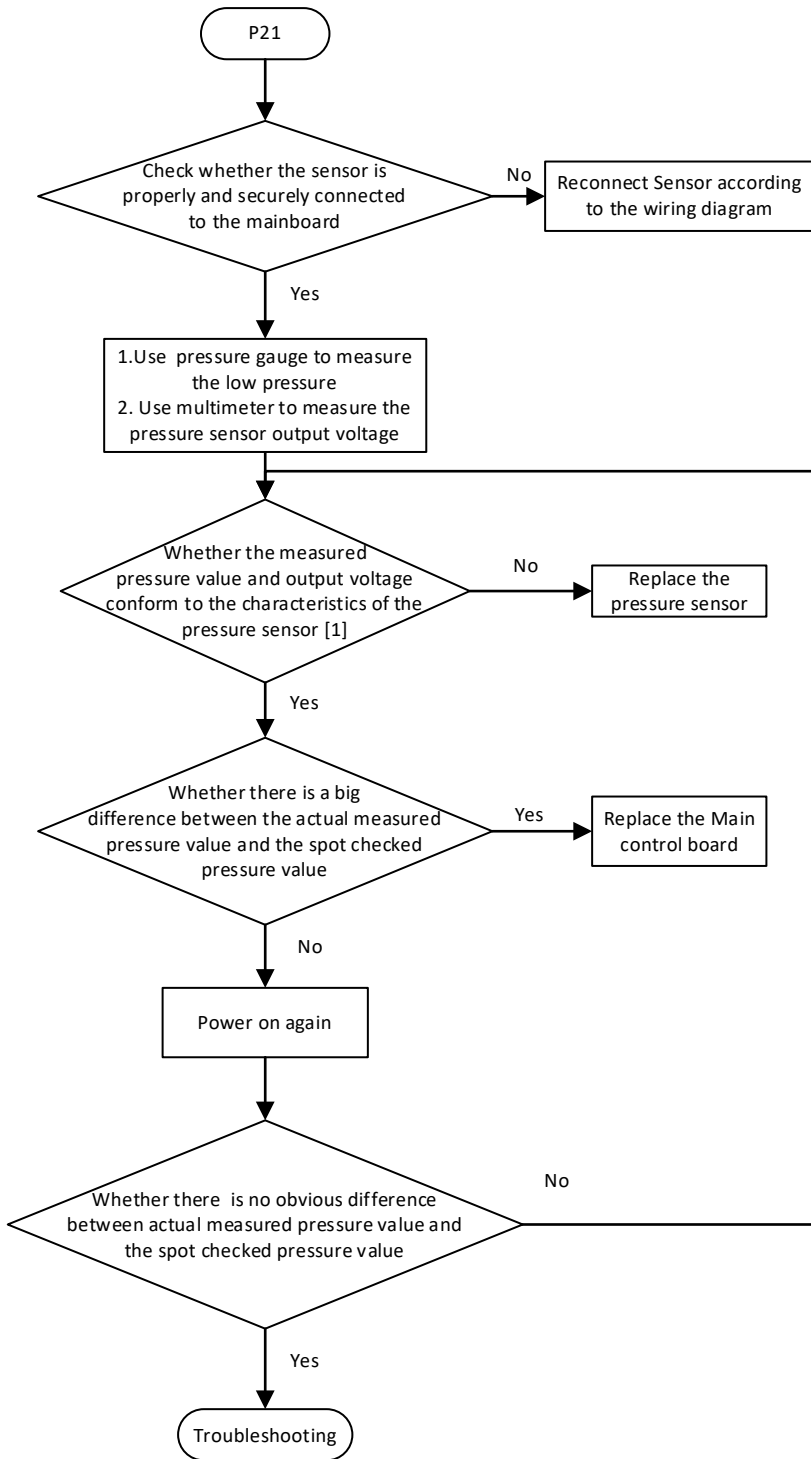 P21
Check whether the sensor is
properly and securely connected
to the mainboard
No
Reconnect Sensor according
to the wiring diagram
Yes
1.Use pressure gauge to measure
the low pressure
2. Use multimeter to measure the
pressure sensor output voltage
Whether the measured
pressure value and output voltage
conform to the characteristics of the
pressure sensor [1]
No
Replace the
pressure sensor
Yes
Whether there is a big
difference between the actual measured
pressure value and the spot checked
pressure value
Yes
Replace the Main
control board
No
Power on again
Whether there is no obvious difference
between actual measured pressure value and
the spot checked pressure value
No
Yes
Troubleshooting